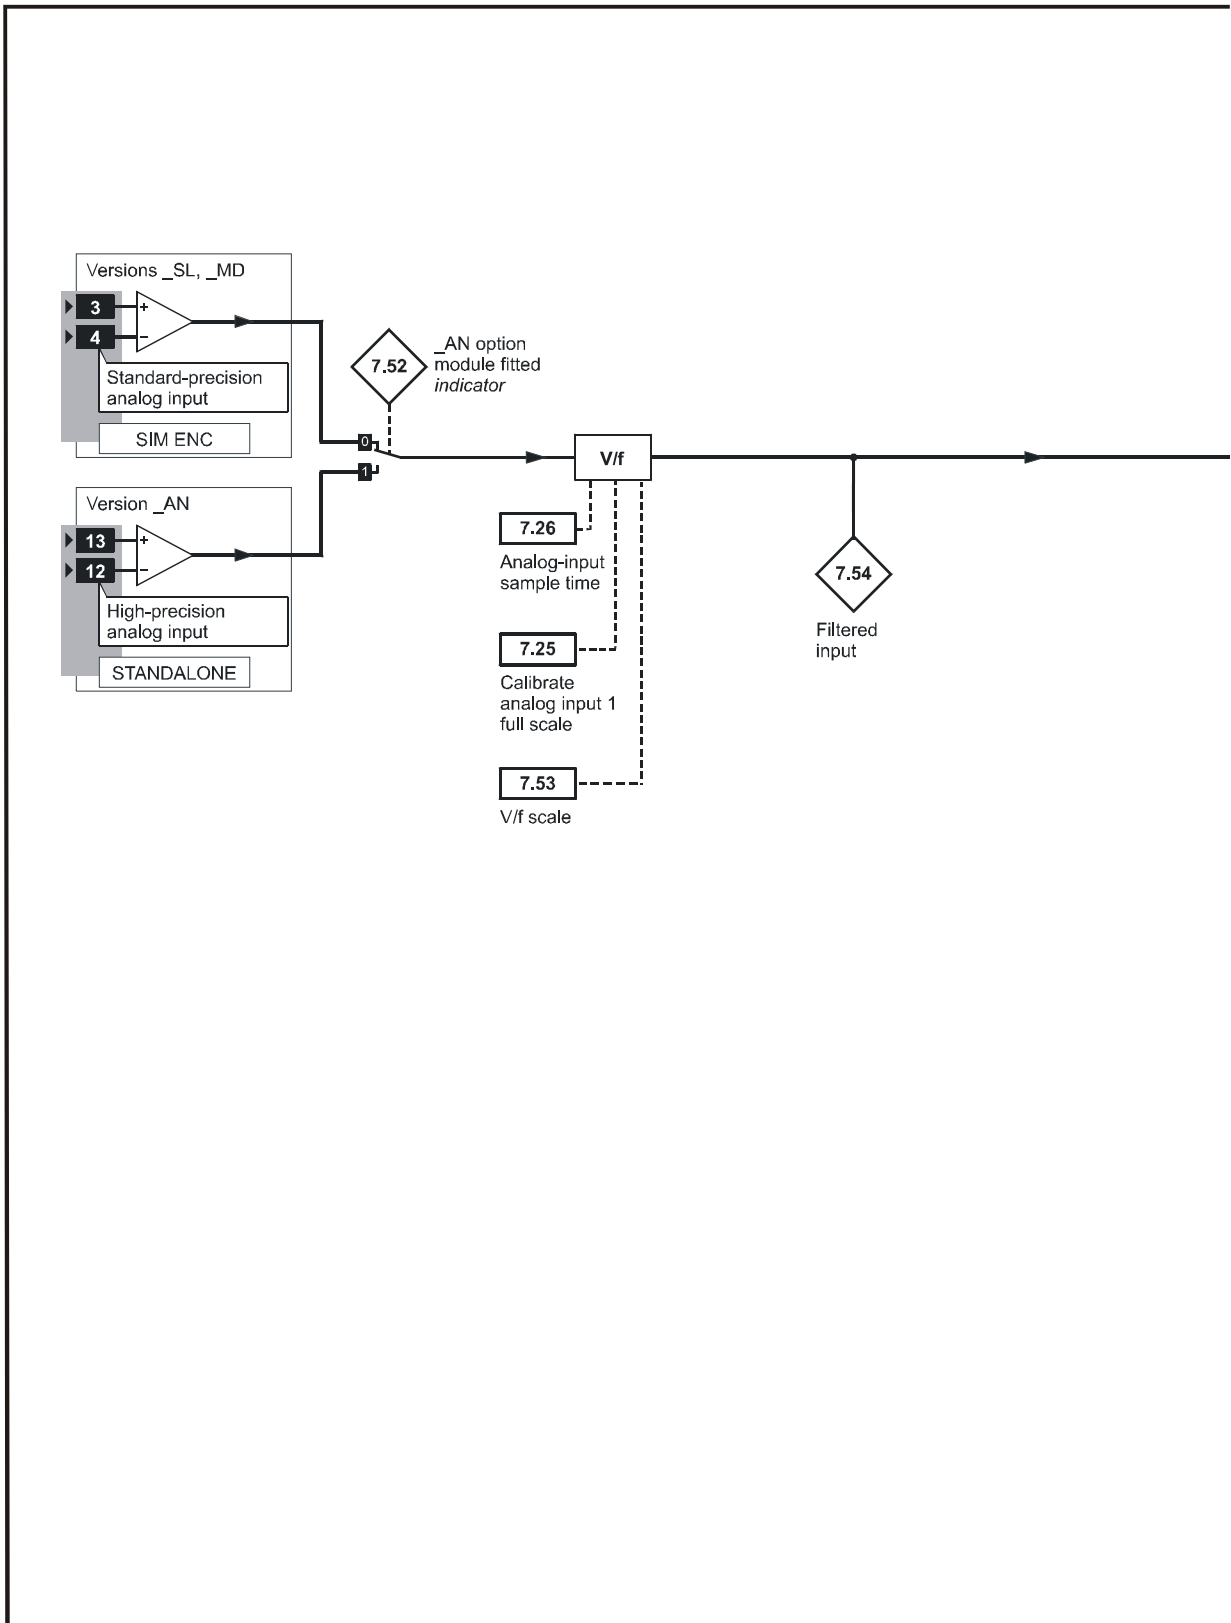 Versions _SL, _MD
3
+
4
–
Standard-precision
analog input
SIM ENC
7.52
_AN option
module fitted
indicator
0
1
V/f
Version _AN
13
+
12
–
High-precision
analog input
STANDALONE
7.26
Analog-input
sample time
7.25
Calibrate
analog input 1
full scale
7.53
V/f scale
7.54
Filtered
input